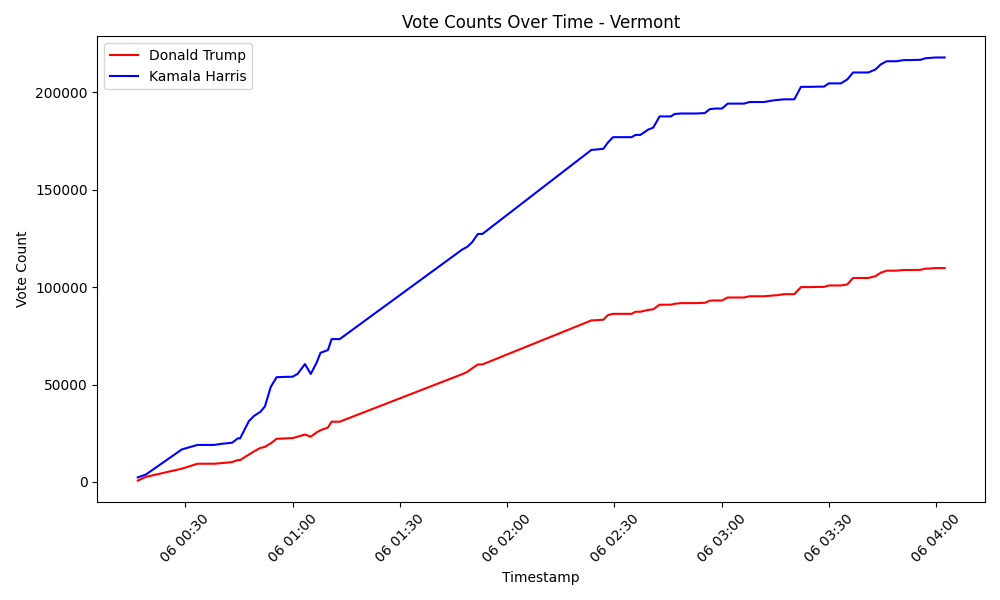 Vote Counts Over Time - Vermont
Donald Trump
Kamala Harris
Vote Count
200000
150000
100000
50000
0
06 00:30
06 01:00
06 01:30
06 02:00
06 02:30
06 03:00
06 03:30
06 04:00
Timestamp